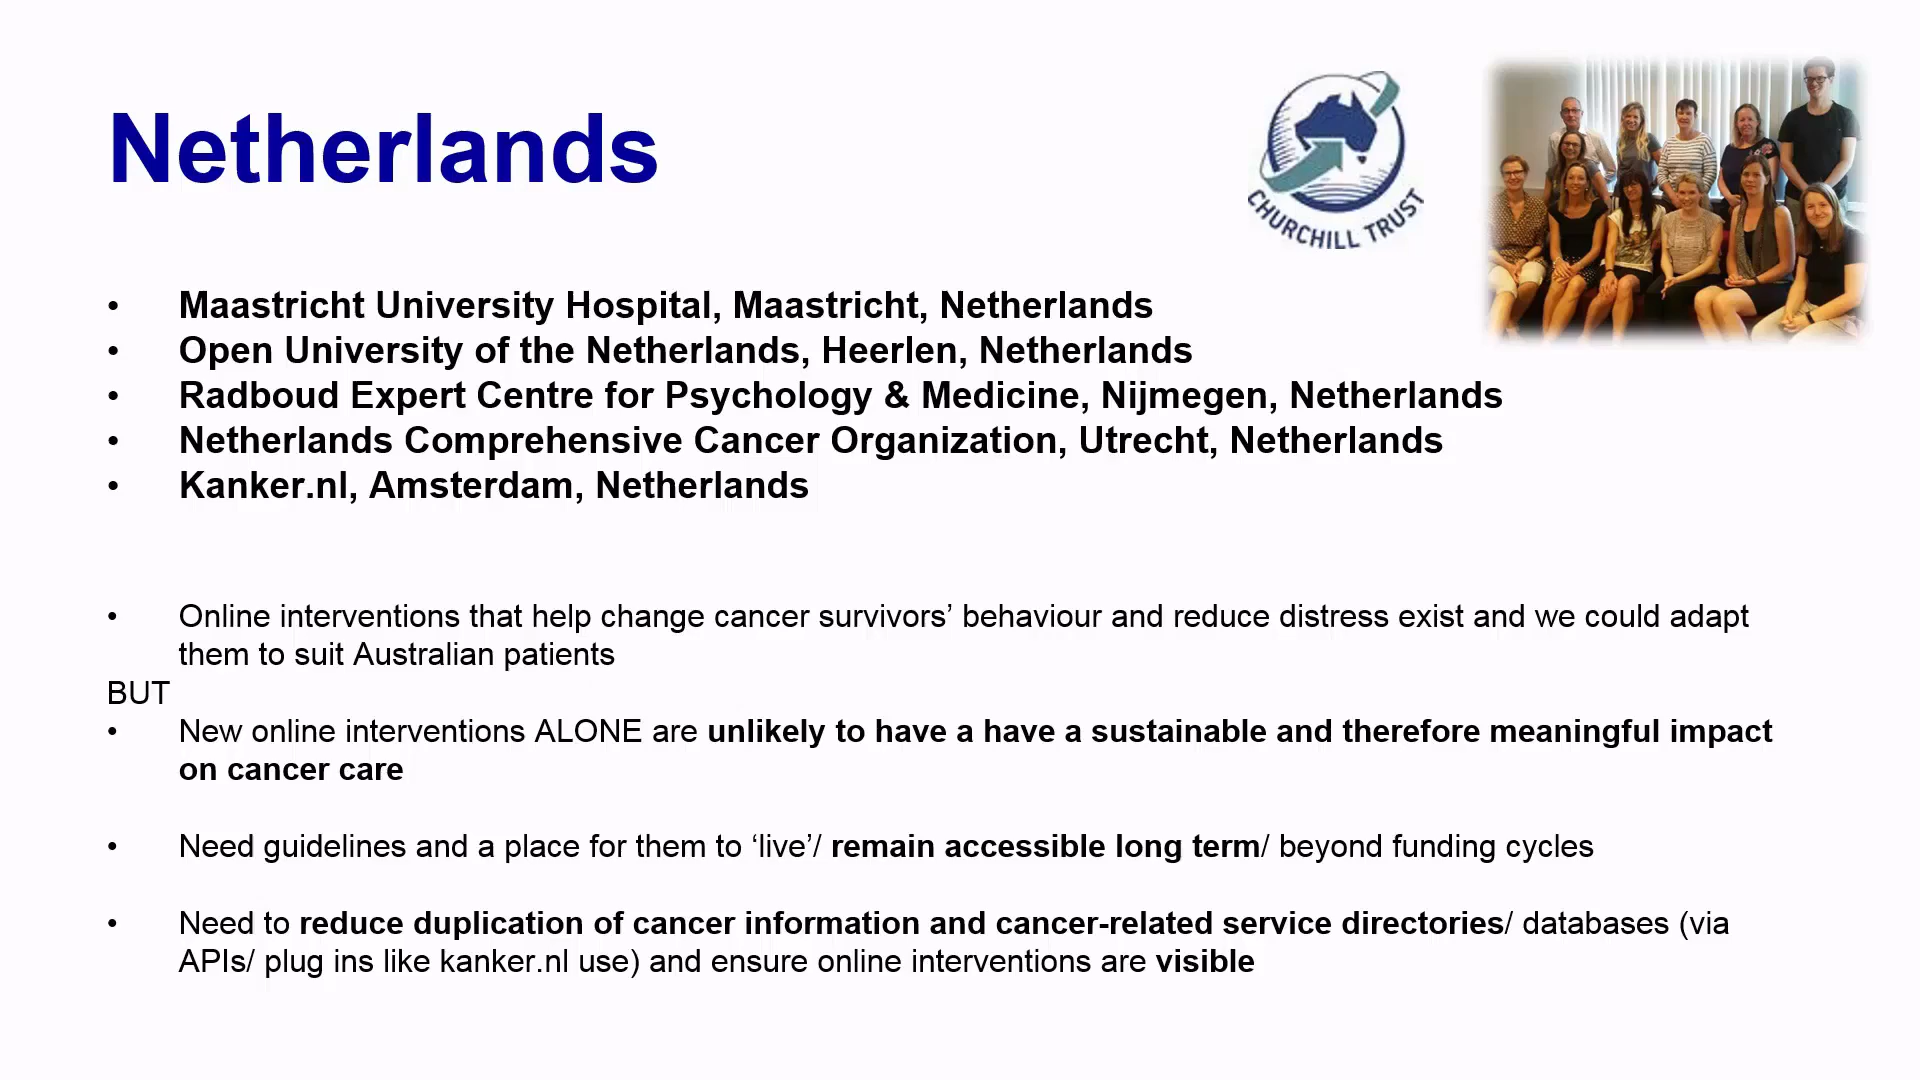 Netherlands
CHURCHILL TRUST
• Maastricht University Hospital, Maastricht, Netherlands
• Open University of the Netherlands, Heerlen, Netherlands
• Radboud Expert Centre for Psychology & Medicine, Nijmegen, Netherlands
• Netherlands Comprehensive Cancer Organization, Utrecht, Netherlands
• Kanker.nl, Amsterdam, Netherlands
• Online interventions that help change cancer survivors’ behaviour and reduce distress exist and we could adapt
them to suit Australian patients
BUT
• New online interventions ALONE are unlikely to have a have a sustainable and therefore meaningful impact
on cancer care
• Need guidelines and a place for them to ‘live’/ remain accessible long term/ beyond funding cycles
• Need to reduce duplication of cancer information and cancer-related service directories/ databases (via
APIs/ plug ins like kanker.nl use) and ensure online interventions are visible